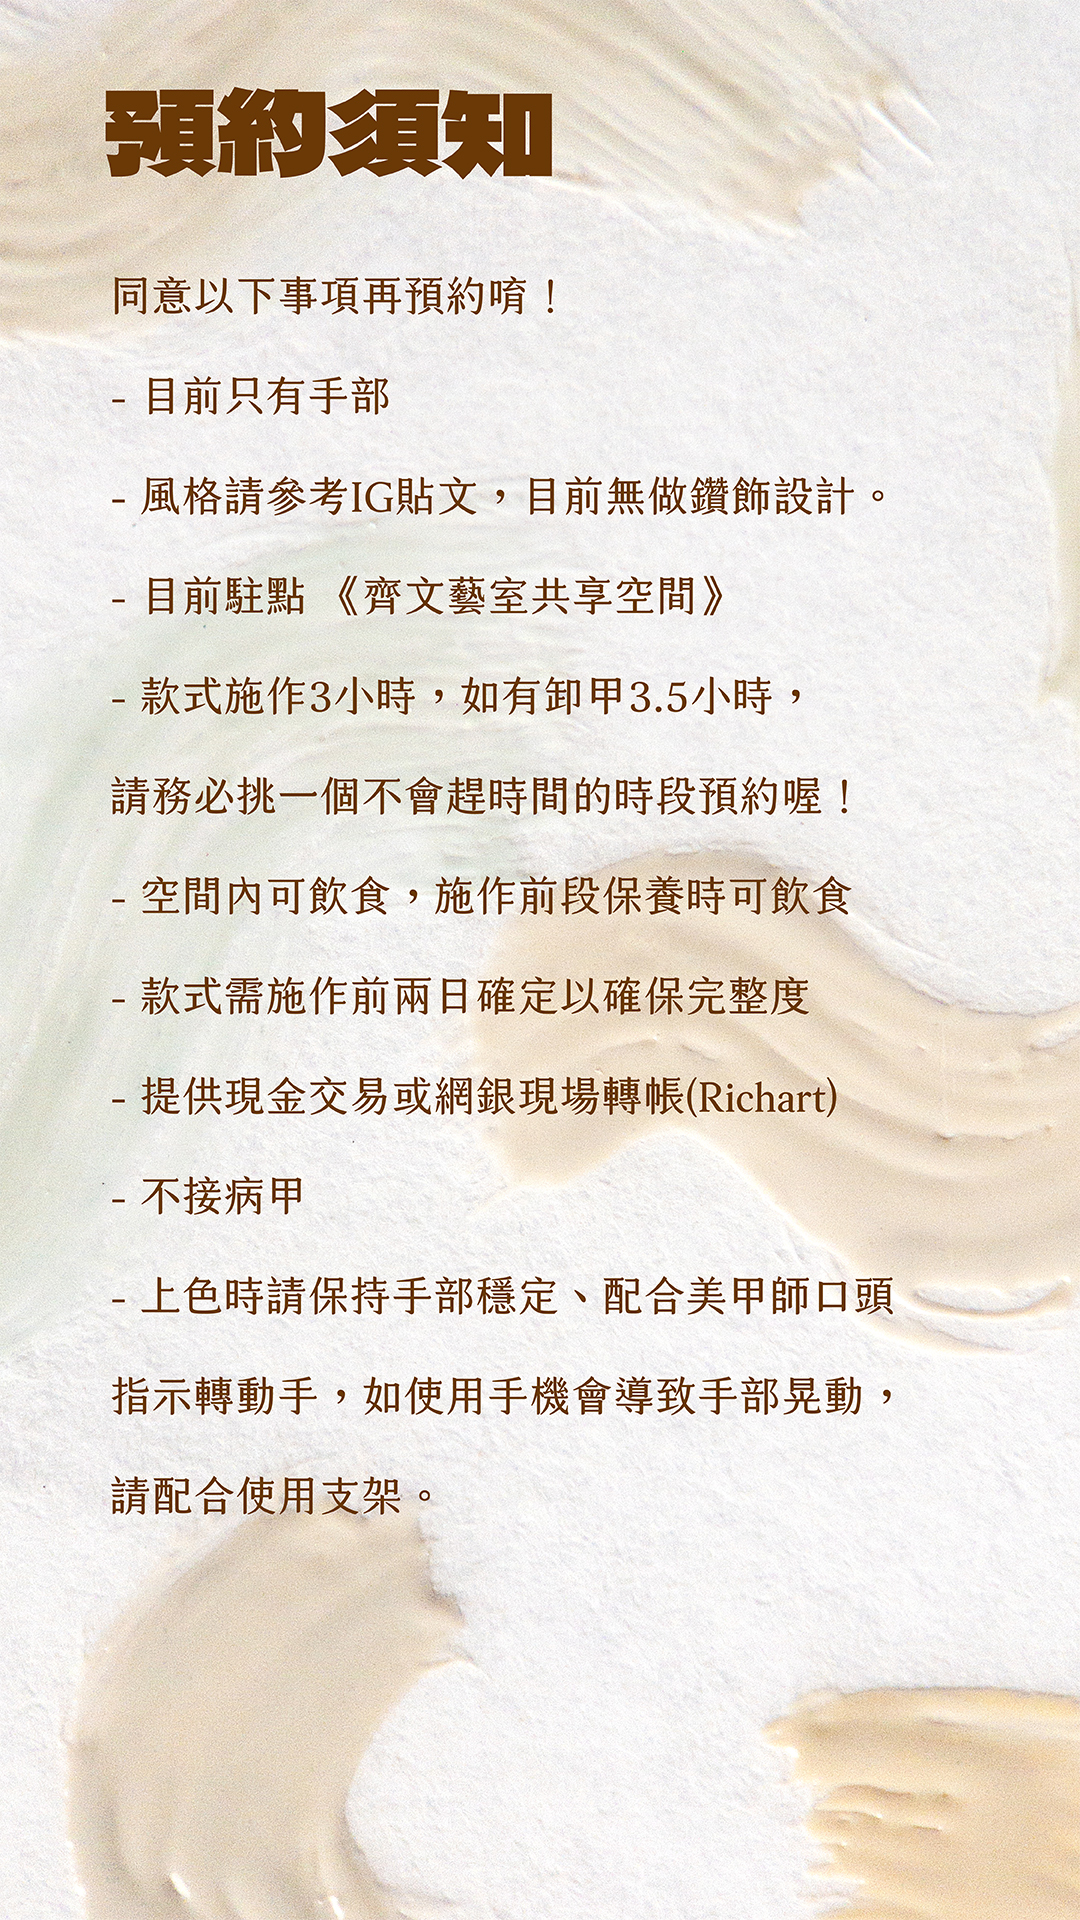 預約須知
同意以下事項再預約唷！
- 目前只有手部
- 風格請參考IG貼文，目前無做鑽飾設計。
- 目前駐點 《齊文藝室共享空間》
- 款式施作3小時，如有卸甲3.5小時，
請務必挑一個不會趕時間的時段預約喔！
- 空間內可飲食，施作前段保養時可飲食
- 款式需施作前兩日確定以確保完整度
- 提供現金交易或網銀現場轉帳(Richart)
- 不接病甲
- 上色時請保持手部穩定、配合美甲師口頭
指示轉動手，如使用手機會導致手部晃動，
請配合使用支架。